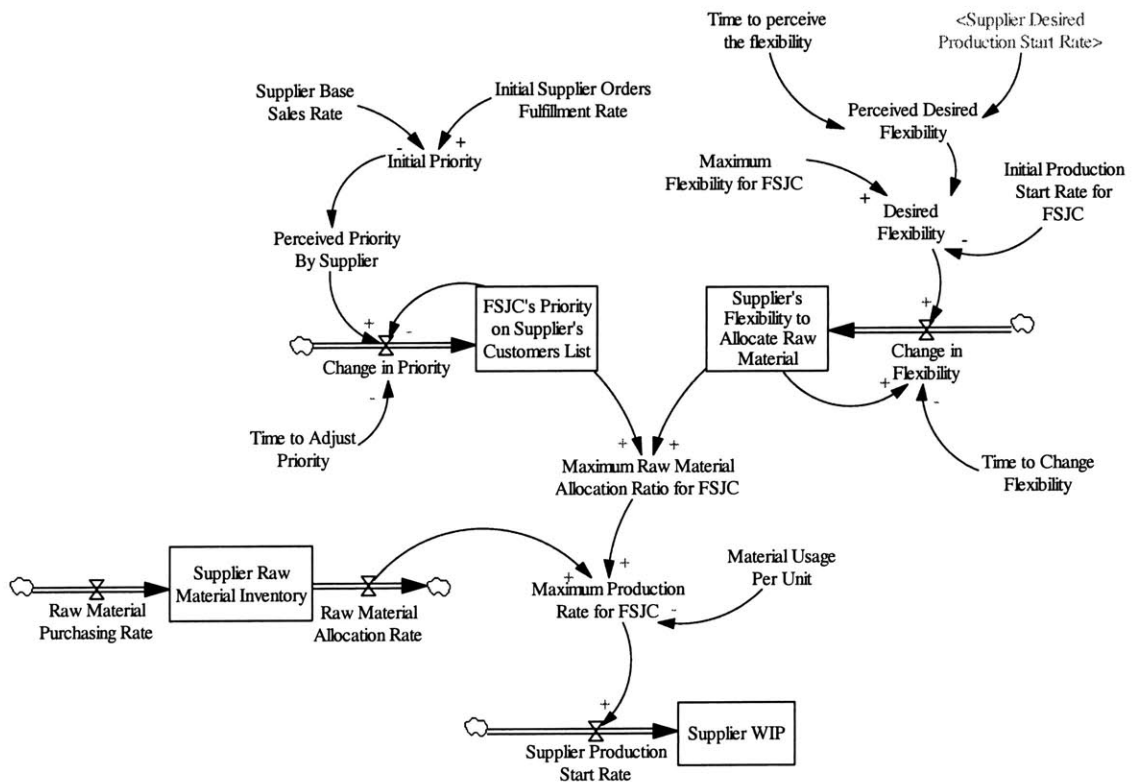 Time to perceive
the flexibility
<Supplier Desired
Production Start Rate>
Supplier Base
Sales Rate
Initial Supplier Orders
Fulfillment Rate
Perceived Desired
Flexibility
-
+
Initial Priority
Maximum
Flexibility for FSJC
Initial Production
Start Rate for
FSJC
+
Desired
Flexibility
-
Perceived Priority
By Supplier
FSJC's Priority
on Supplier's
Customers List
Supplier's
Flexibility to
Allocate Raw
Material
+
-
+
Change in Priority
Change in
Flexibility
-
+
-
Time to Adjust
Priority
+
+
Maximum Raw Material
Allocation Ratio for FSJC
Time to Change
Flexibility
Supplier Raw
Material Inventory
Raw Material
Purchasing Rate
Raw Material
Allocation Rate
+
+
Maximum Production
Rate for FSJC
-
Material Usage
Per Unit
+
Supplier Production
Start Rate
Supplier WIP